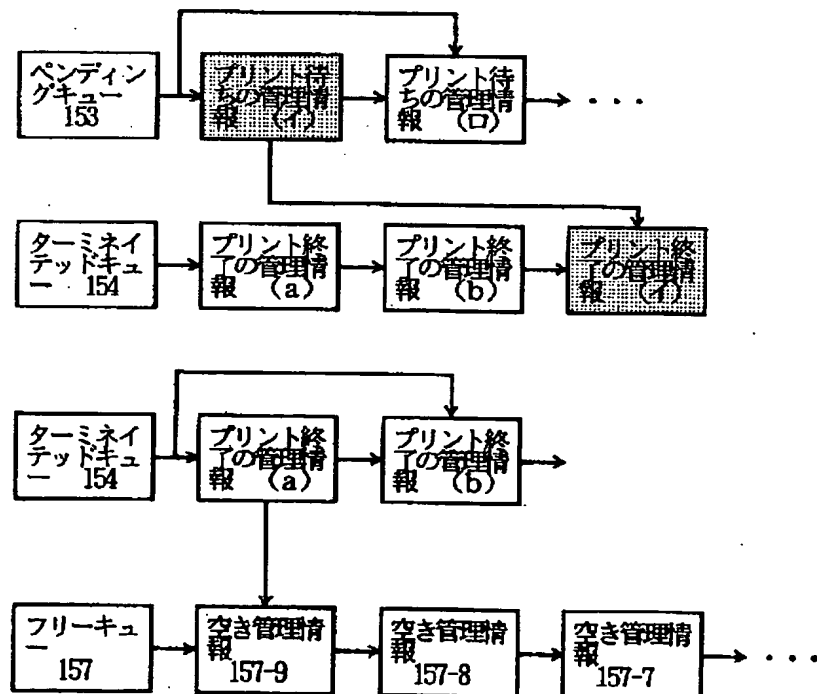 ペンディン
グキュー
153
プリント待
ちの管理情
報 (イ)
プリント待
ちの管理情
報 (ロ)
・・・
ターミネイ
テッドキュ
ー 154
プリント終
了の管理情
報 (a)
プリント終
了の管理情
報 (b)
プリント終
了の管理情
報 (イ)
ターミネイ
テッドキュ
ー 154
プリント終
了の管理情
報 (a)
プリント終
了の管理情
報 (b)
フリーキュ
ー
157
空き管理情
報
157-9
空き管理情
報
157-8
空き管理情
報
157-7
・・・